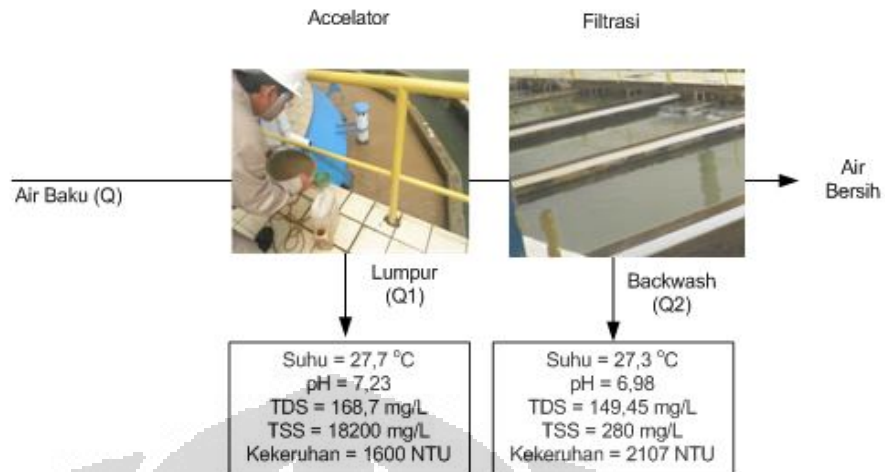 Accelator
Filtrasi
Air Baku (Q)
Air
Bersih
Lumpur
(Q1)
Backwash
(Q2)
Suhu = 27,7 °C
pH = 7,23
TDS = 168,7 mg/L
TSS = 18200 mg/L
Kekeruhan = 1600 NTU
Suhu = 27,3 °C
pH = 6,98
TDS = 149,45 mg/L
TSS = 280 mg/L
Kekeruhan = 2107 NTU